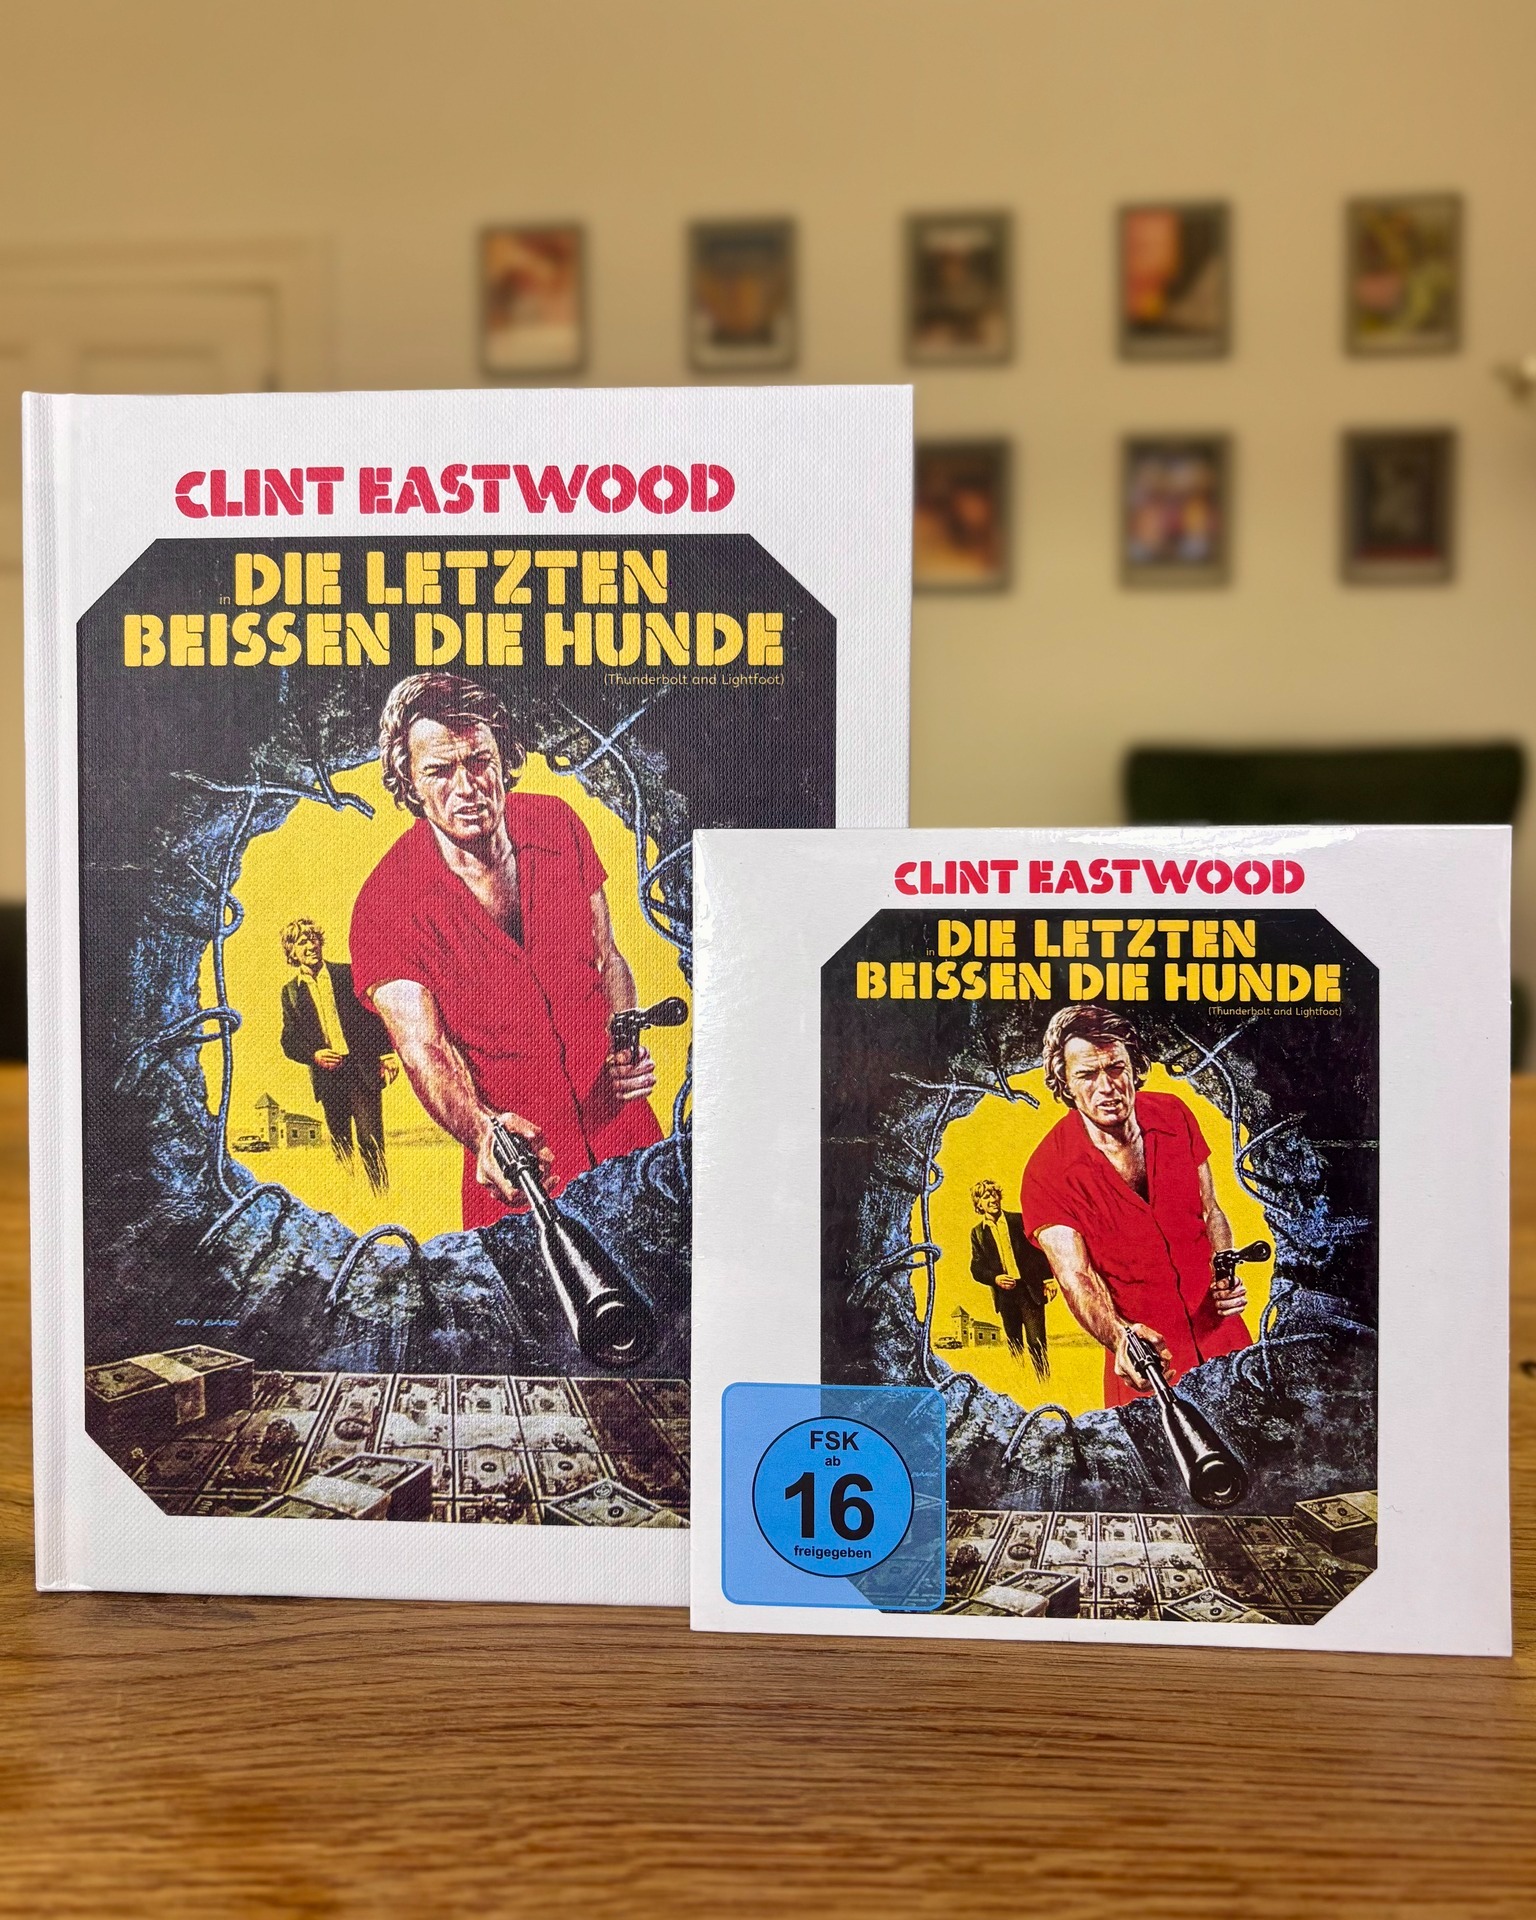 CLINT EASTWOOD
in DIE LETZTEN
BEISSEN DIE HUNDE
(Thunderbolt and Lightfoot)
KEN BARR
CLINT EASTWOOD
in DIE LETZTEN
BEISSEN DIE HUNDE
(Thunderbolt and Lightfoot)
FSK
ab
16
freigegeben